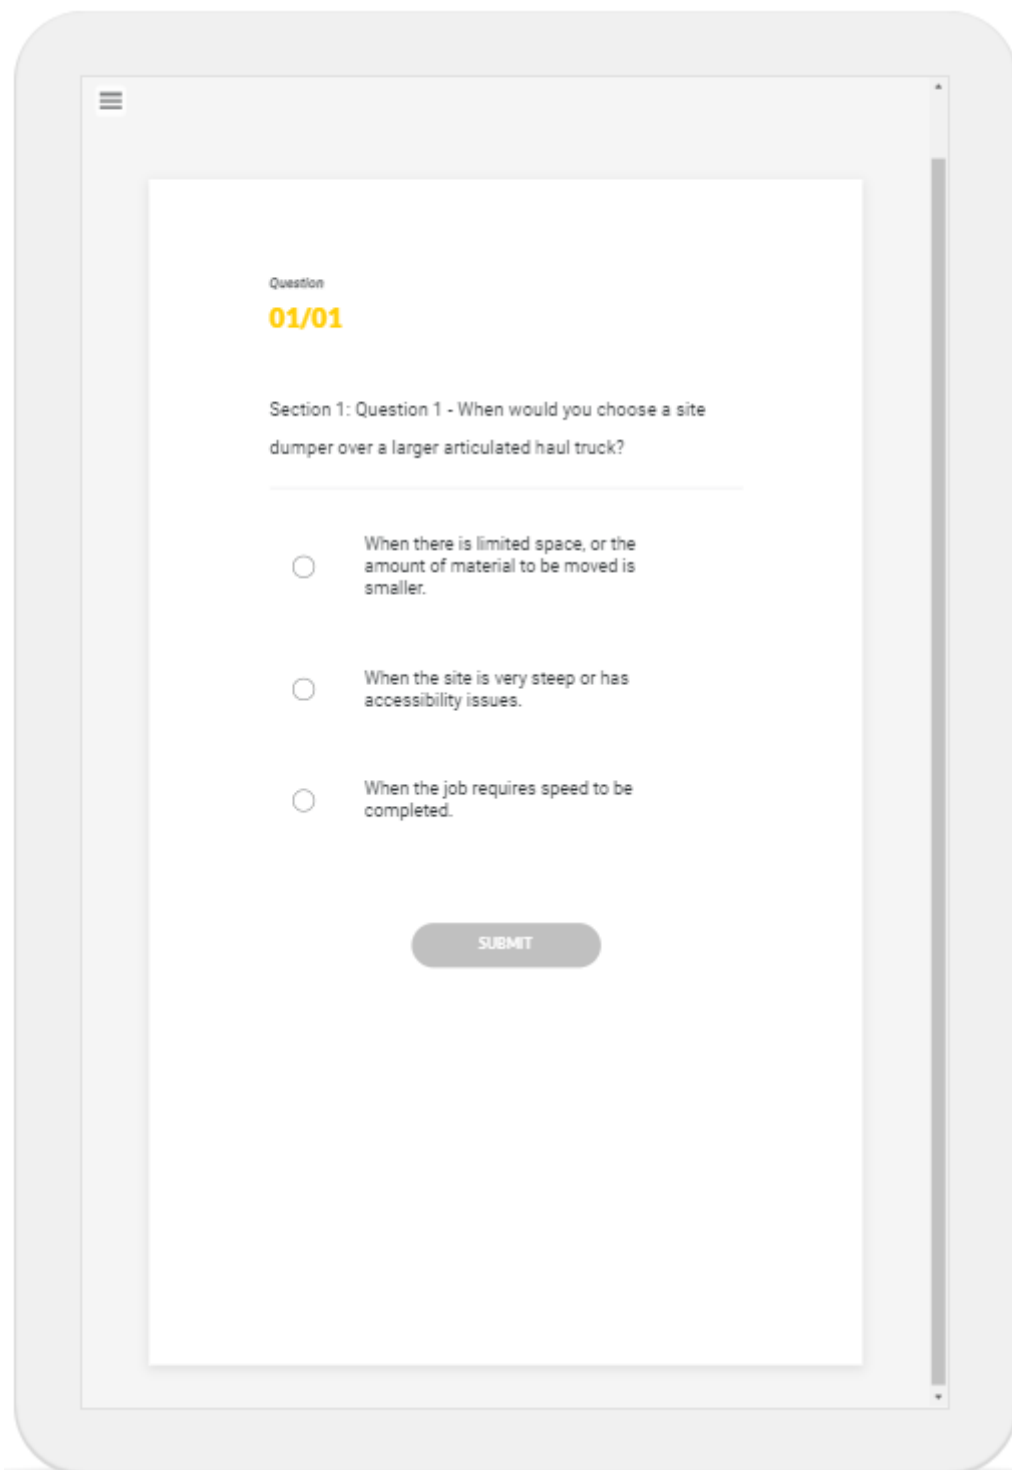 Question
01/01
Section 1: Question 1 - When would you choose a site
dumper over a larger articulated haul truck?
When there is limited space, or the
amount of material to be moved is
smaller.
When the site is very steep or has
accessibility issues.
When the job requires speed to be
completed.
SUBMIT